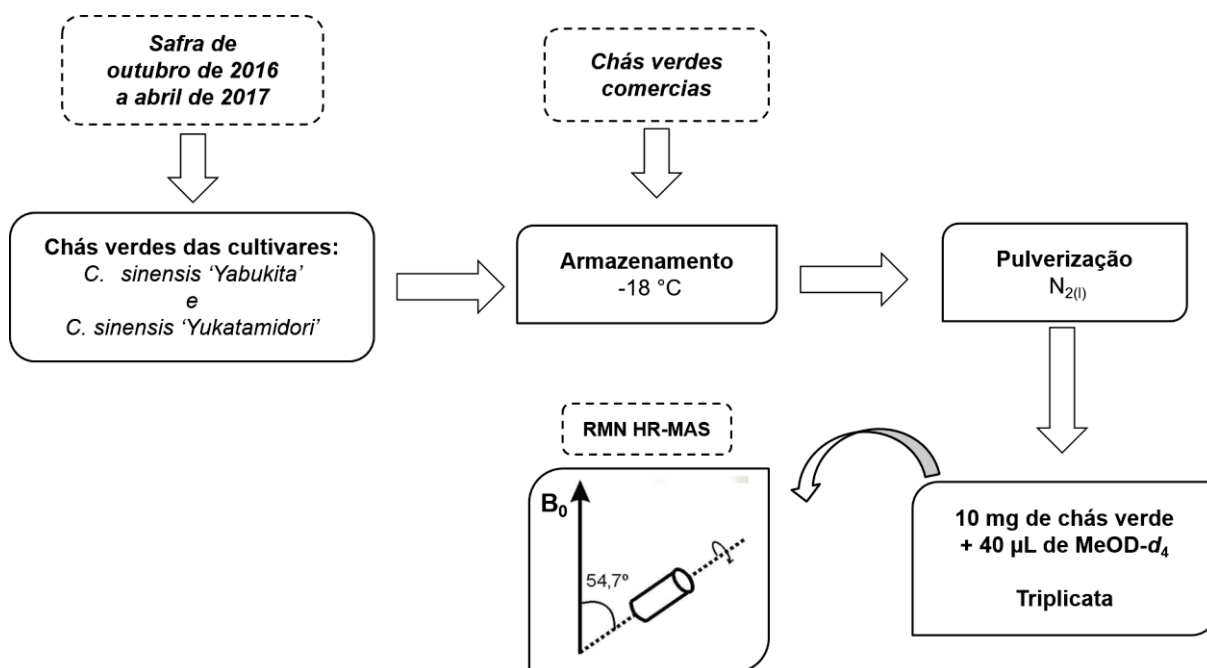 Safra de
outubro de 2016
a abril de 2017
Chás verdes
comercias
Chás verdes das cultivares:
C. sinensis ‘Yabukita’
e
C. sinensis ‘Yukatamidori’
Armazenamento
-18 °C
Pulverização
N2(l)
RMN HR-MAS
B0
54,7º
10 mg de chás verde
+ 40 µL de MeOD-d4
Triplicata